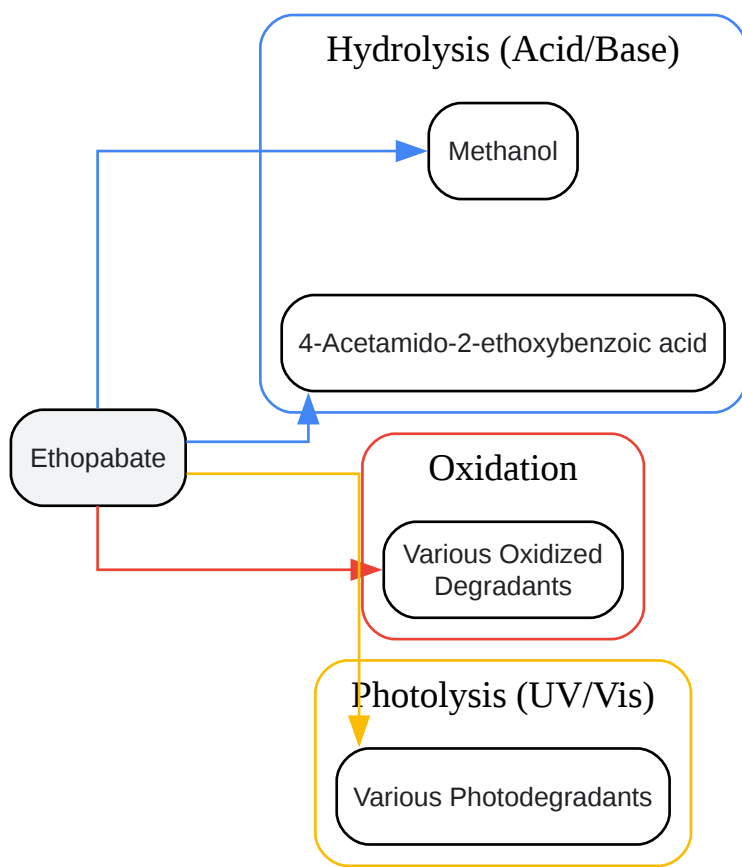 Hydrolysis (Acid/Base)
Methanol
4-Acetamido-2-ethoxybenzoic acid
Ethopabate
Oxidation
Various Oxidized
Degradants
Photolysis (UV/Vis)
Various Photodegradants